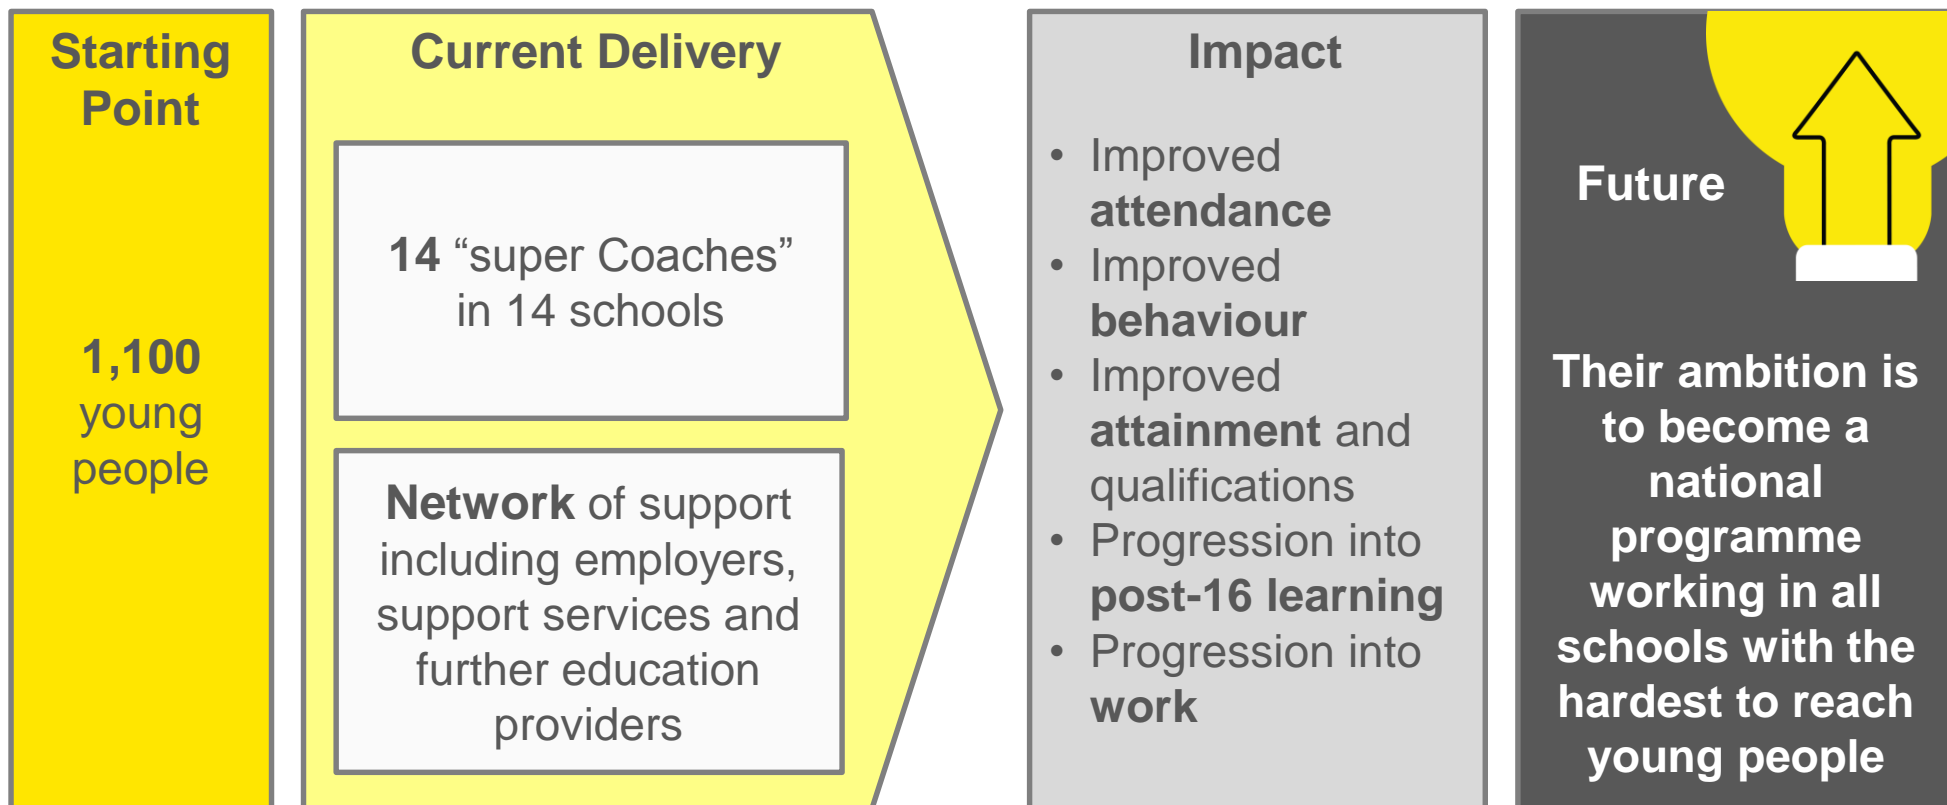 Starting
Point
1,100
young
people
Current Delivery
14 “super Coaches”
in 14 schools
Network of support
including employers,
support services and
further education
providers
Impact
• Improved
attendance
• Improved
behaviour
• Improved
attainment and
qualifications
• Progression into
post-16 learning
• Progression into
work
Future
Their ambition is
to become a
national
programme
working in all
schools with the
hardest to reach
young people